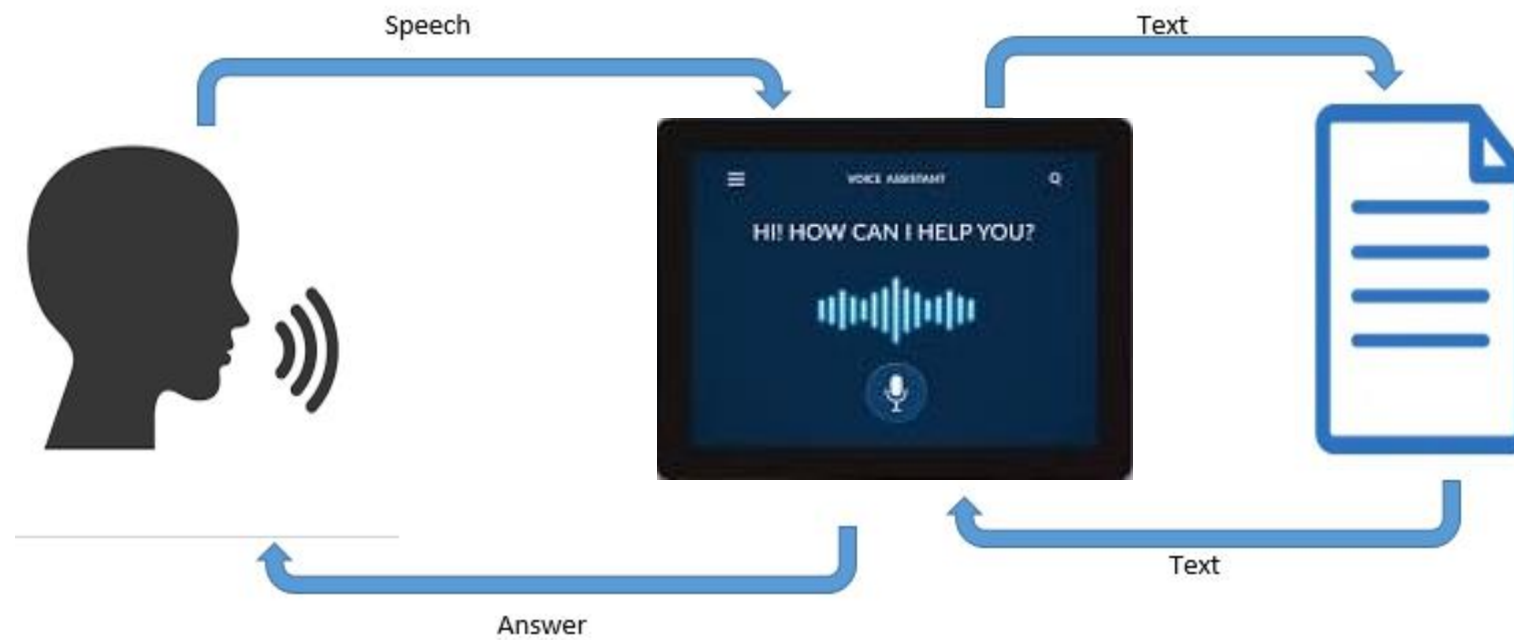 Speech
Text
VOICE ASSISTANT
HI! HOW CAN I HELP YOU?
Text
Answer